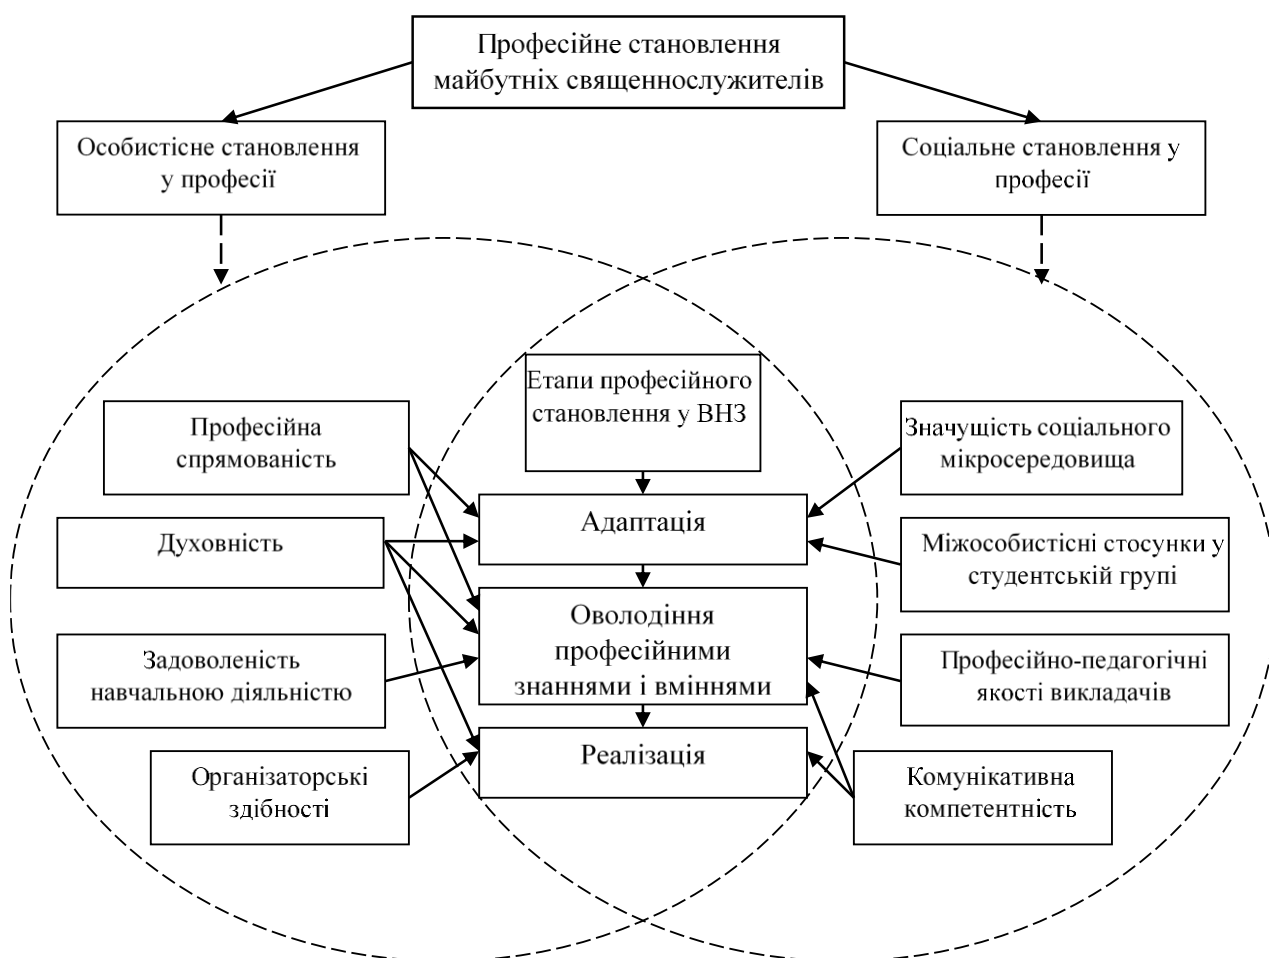 Професійне становлення
майбутніх священнослужителів
Особистісне становлення
у професії
Соціальне становлення у
професії
Етапи професійного
становлення у ВНЗ
Професійна
спрямованість
Значущість соціального
мікросередовища
Адаптація
Духовність
Міжособистісні стосунки у
студентській групі
Оволодіння
професійними
знаннями і вміннями
Задоволеність
навчальною діяльністю
Професійно-педагогічні
якості викладачів
Реалізація
Організаторські
здібності
Комунікативна
компетентність